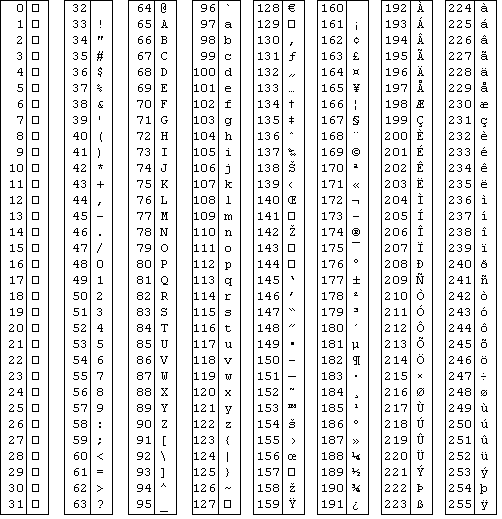 0 □ 32 64 @ 96 ` 128 € 160 192 À 224 à
1 □ 33 ! 65 A 97 a 129 □ 161 ¡ 193 Á 225 á
2 □ 34 " 66 B 98 b 130 ‚ 162 ¢ 194 Â 226 â
3 □ 35 # 67 C 99 c 131 ƒ 163 £ 195 Ã 227 ã
4 □ 36 $ 68 D 100 d 132 „ 164 ¤ 196 Ä 228 ä
5 □ 37 % 69 E 101 e 133 … 165 ¥ 197 Å 229 å
6 □ 38 & 70 F 102 f 134 † 166 ¦ 198 Æ 230 æ
7 □ 39 ' 71 G 103 g 135 ‡ 167 § 199 Ç 231 ç
8 □ 40 ( 72 H 104 h 136 ˆ 168 ¨ 200 È 232 è
9 □ 41 ) 73 I 105 i 137 ‰ 169 © 201 É 233 é
10 □ 42 * 74 J 106 j 138 Š 170 ª 202 Ê 234 ê
11 □ 43 + 75 K 107 k 139 ‹ 171 « 203 Ë 235 ë
12 □ 44 , 76 L 108 l 140 Œ 172 ¬ 204 Ì 236 ì
13 □ 45 - 77 M 109 m 141 □ 173 - 205 Í 237 í
14 □ 46 . 78 N 110 n 142 Ž 174 ® 206 Î 238 î
15 □ 47 / 79 O 111 o 143 □ 175 ¯ 207 Ï 239 ï
16 □ 48 0 80 P 112 p 144 □ 176 ° 208 Ð 240 ð
17 □ 49 1 81 Q 113 q 145 ‘ 177 ± 209 Ñ 241 ñ
18 □ 50 2 82 R 114 r 146 ’ 178 ² 210 Ò 242 ò
19 □ 51 3 83 S 115 s 147 “ 179 ³ 211 Ó 243 ó
20 □ 52 4 84 T 116 t 148 ” 180 ´ 212 Ô 244 ô
21 □ 53 5 85 U 117 u 149 • 181 µ 213 Õ 245 õ
22 □ 54 6 86 V 118 v 150 – 182 ¶ 214 Ö 246 ö
23 □ 55 7 87 W 119 w 151 — 183 · 215 × 247 ÷
24 □ 56 8 88 X 120 x 152 ˜ 184 ¸ 216 Ø 248 ø
25 □ 57 9 89 Y 121 y 153 ™ 185 ¹ 217 Ù 249 ù
26 □ 58 : 90 Z 122 z 154 š 186 º 218 Ú 250 ú
27 □ 59 ; 91 [ 123 { 155 › 187 » 219 Û 251 û
28 □ 60 < 92 \ 124 | 156 œ 188 ¼ 220 Ü 252 ü
29 □ 61 = 93 ] 125 } 157 □ 189 ½ 221 Ý 253 ý
30 □ 62 > 94 ^ 126 ~ 158 ž 190 ¾ 222 Þ 254 þ
31 □ 63 ? 95 _ 127 □ 159 Ÿ 191 ¿ 223 ß 255 ÿ